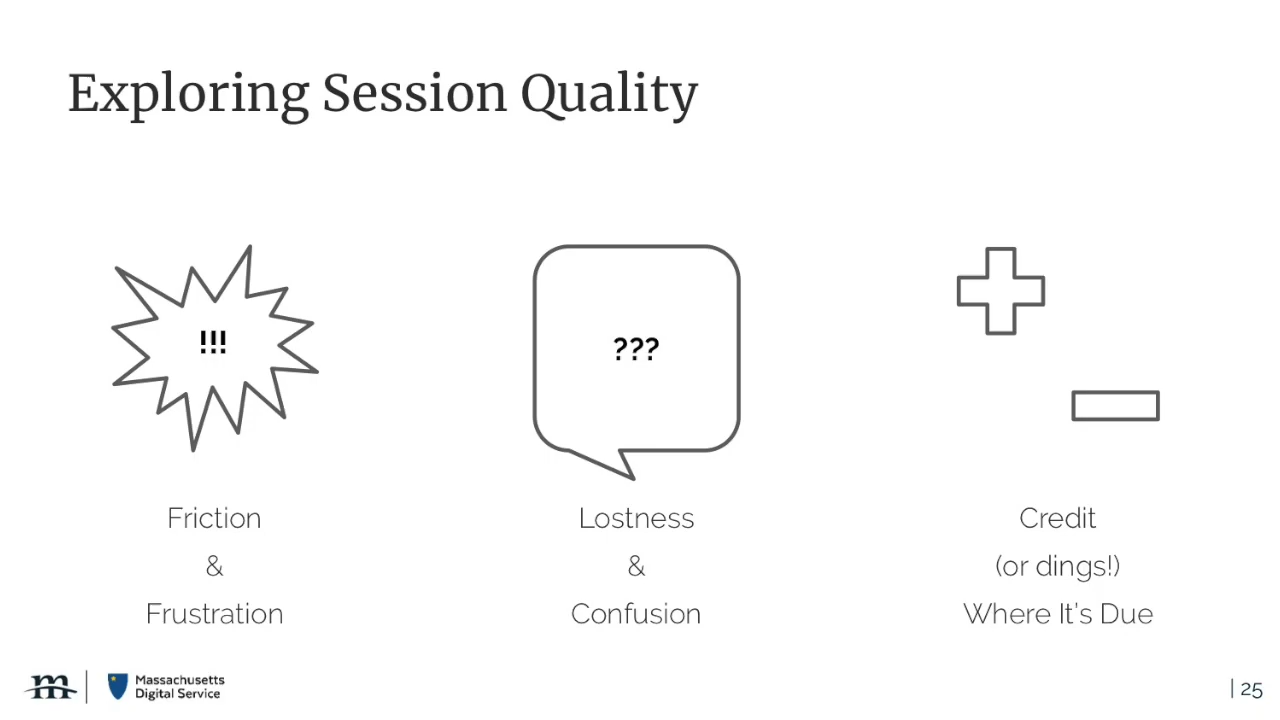 Exploring Session Quality
!!!
???
Friction
&
Frustration
Lostness
&
Confusion
Credit
(or dings!)
Where It's Due
m
Massachusetts
Digital Service
| 25